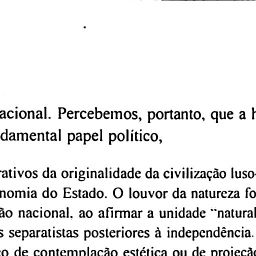 acional. Percebemos, portanto, que a h
damental papel político,
rativos da originalidade da civilização luso-
nomia do Estado. O louvor da natureza fo
ão nacional, ao afirmar a unidade "natural
s separatistas posteriores à independência.
o de contemplação estética ou de projeção